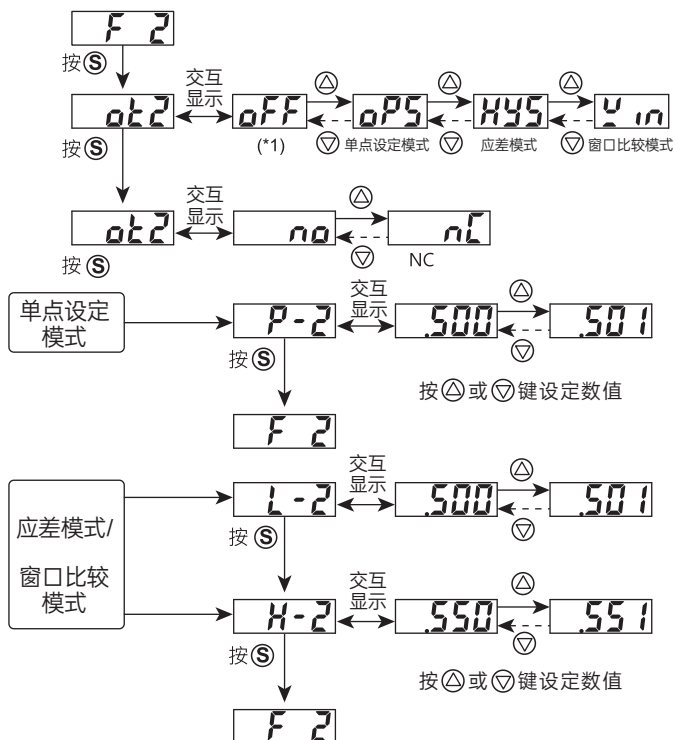 F 2
按Ⓢ
交互
显示
ot2 oFF oPS HYS Yin
(*1) 单点设定模式 应差模式 窗口比较模式
按Ⓢ
交互
显示
ot2 no nC
NC
按Ⓢ
单点设定
模式
交互
显示
P-2 .500 .501
按Ⓢ
按△或▽键设定数值
F 2
应差模式/
窗口比较
模式
交互
显示
L-2 .500 .501
按Ⓢ
交互
显示
H-2 .550 .551
按Ⓢ
按△或▽键设定数值
F 2